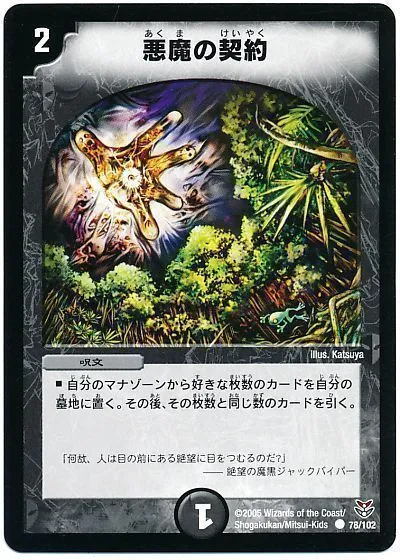 2
あくま けいやく
悪魔の契約
illus. Katsuya
呪文
■ 自分のマナゾーンから好きな枚数のカードを自分の
墓地に置く。その後、その枚数と同じ数のカードを引く。
「何故、人は目の前にある絶望に目をつむるのだ?」
―― 絶望の魔黒ジャックバイパー
1
©2005 Wizards of the Coast/
Shogakukan/Mitsui-Kids ● 78/102